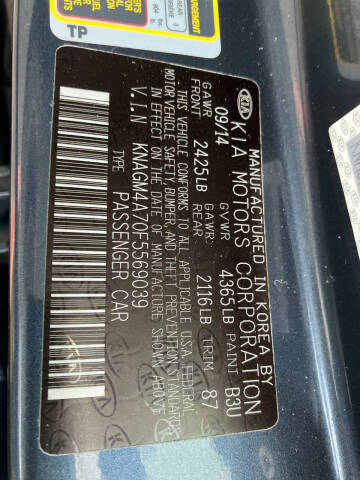 MANUFACTURED IN KOREA BY
KIA MOTORS CORPORATION
09/14 GVWR 4365LB PAINT B3U
GAWR GAWR TRIM 87
FRONT 2425LB REAR 2116LB
THIS VEHICLE CONFORMS TO ALL APPLICABLE U.S.A. FEDERAL
MOTOR VEHICLE SAFETY, BUMPER, AND THEFT PREVENTION STANDARDS
IN EFFECT ON THE DATE OF MANUFACTURE SHOWN ABOVE
V.I.N KNAGM4A70F5569039
TYPE PASSENGER CAR
KIA
TP